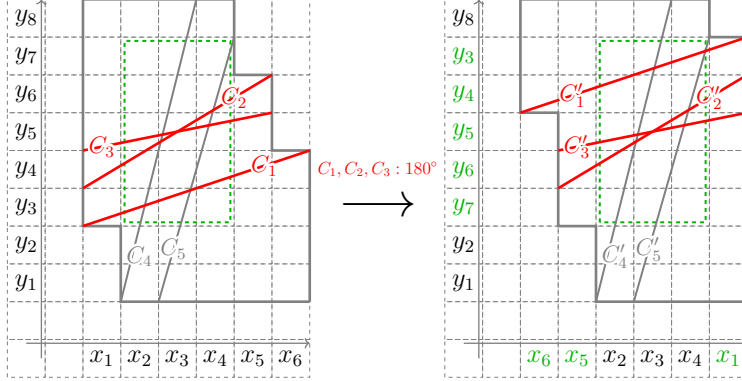 y₈ y₈
y₇ y₃
y₆ C₂ C′₁ y₄ C′₂
y₅ C₃ y₅ C′₃
y₄ C₁ C₁, C₂, C₃ : 180° y₆
y₃ y₇
y₂ C₄ C₅ y₂ C′₄ C′₅
y₁ y₁
x₁ x₂ x₃ x₄ x₅ x₆ x₆ x₅ x₂ x₃ x₄ x₁